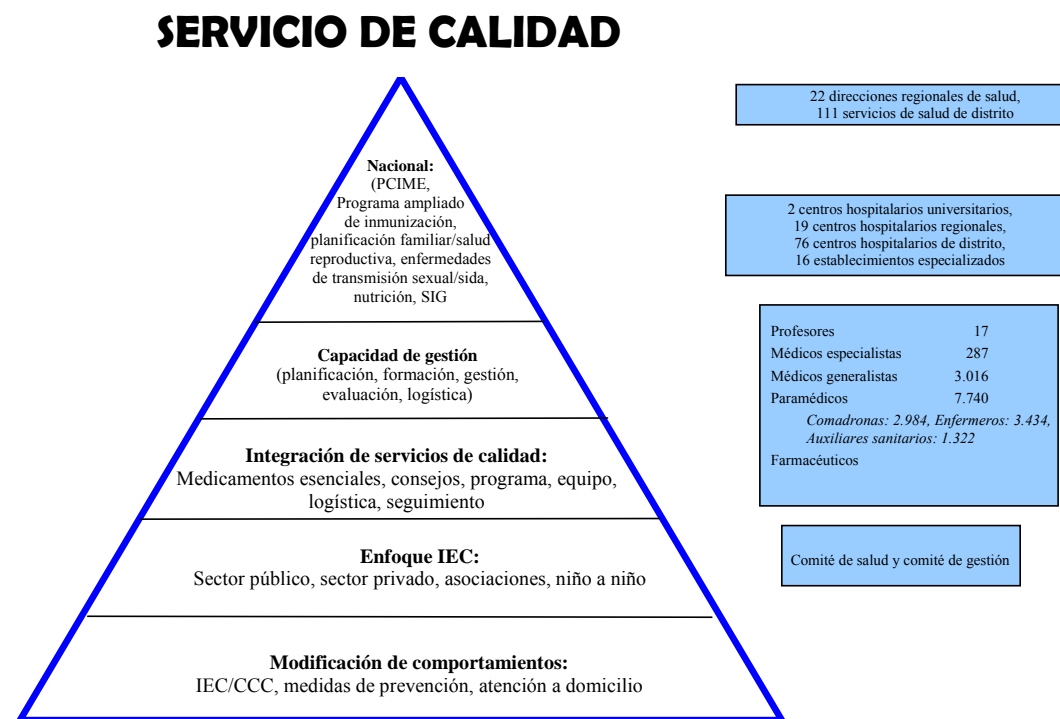 SERVICIO DE CALIDAD
Nacional:
(PCIME,
Programa ampliado
de inmunización,
planificación familiar/salud
reproductiva, enfermedades
de transmisión sexual/sida,
nutrición, SIG
Capacidad de gestión
(planificación, formación, gestión,
evaluación, logística)
Integración de servicios de calidad:
Medicamentos esenciales, consejos, programa, equipo,
logística, seguimiento
Enfoque IEC:
Sector público, sector privado, asociaciones, niño a niño
Modificación de comportamientos:
IEC/CCC, medidas de prevención, atención a domicilio
22 direcciones regionales de salud,
111 servicios de salud de distrito
2 centros hospitalarios universitarios,
19 centros hospitalarios regionales,
76 centros hospitalarios de distrito,
16 establecimientos especializados
Profesores 17
Médicos especialistas 287
Médicos generalistas 3.016
Paramédicos 7.740
Comadronas: 2.984, Enfermeros: 3.434,
Auxiliares sanitarios: 1.322
Farmacéuticos
Comité de salud y comité de gestión